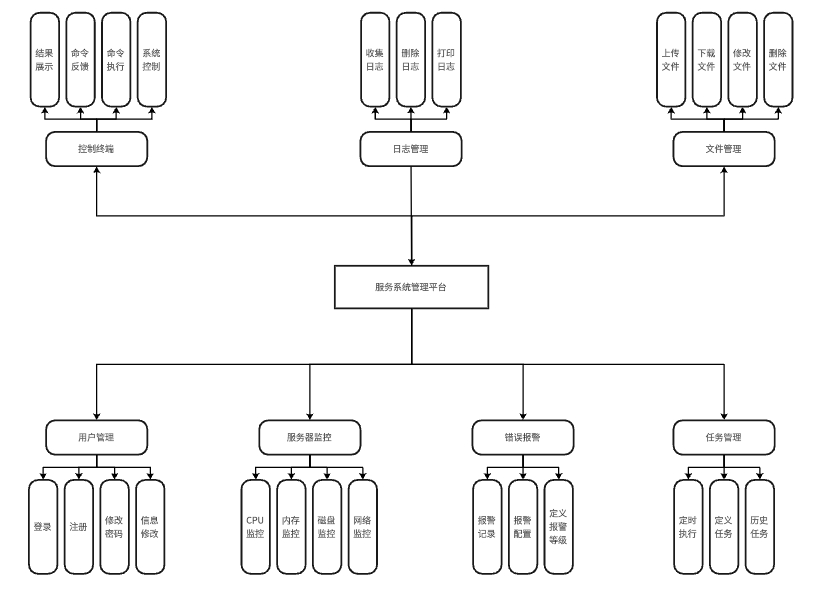 结果
展示
命令
反馈
命令
执行
系统
控制
收集
日志
删除
日志
打印
日志
上传
文件
下载
文件
修改
文件
删除
文件
控制终端
日志管理
文件管理
服务系统管理平台
用户管理
服务器监控
错误报警
任务管理
登录
注册
修改
密码
信息
修改
CPU
监控
内存
监控
磁盘
监控
网络
监控
报警
记录
报警
配置
定义
报警
等级
定时
执行
定义
任务
历史
任务